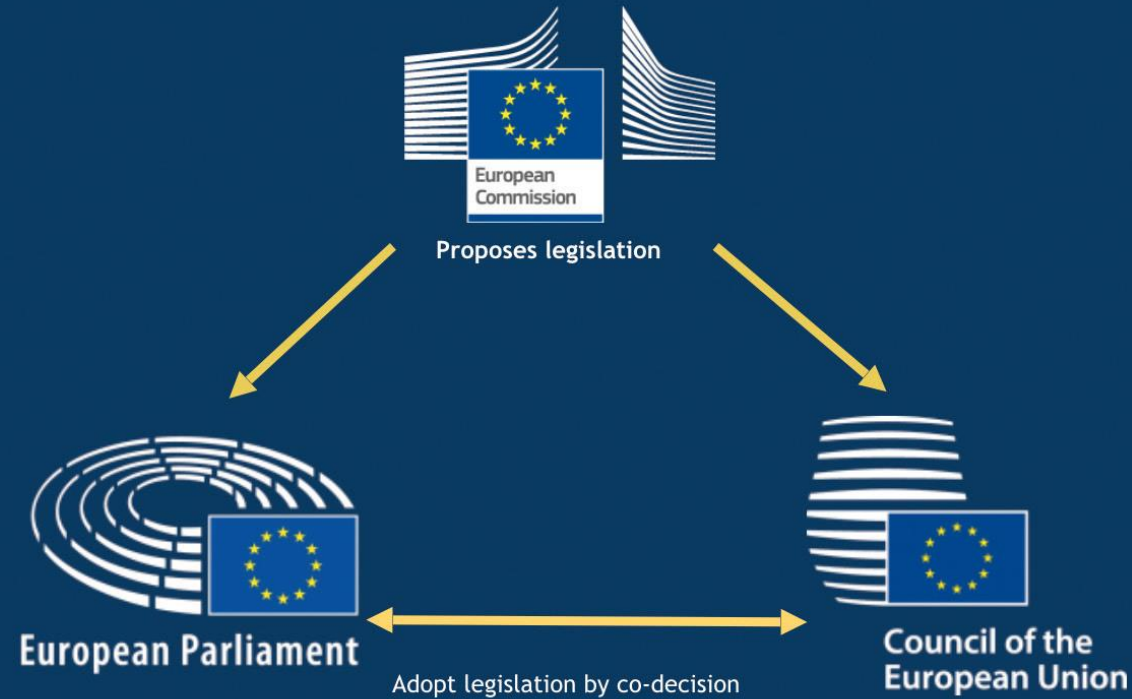 European
Commission
Proposes legislation
European Parliament
Council of the
European Union
Adopt legislation by co-decision